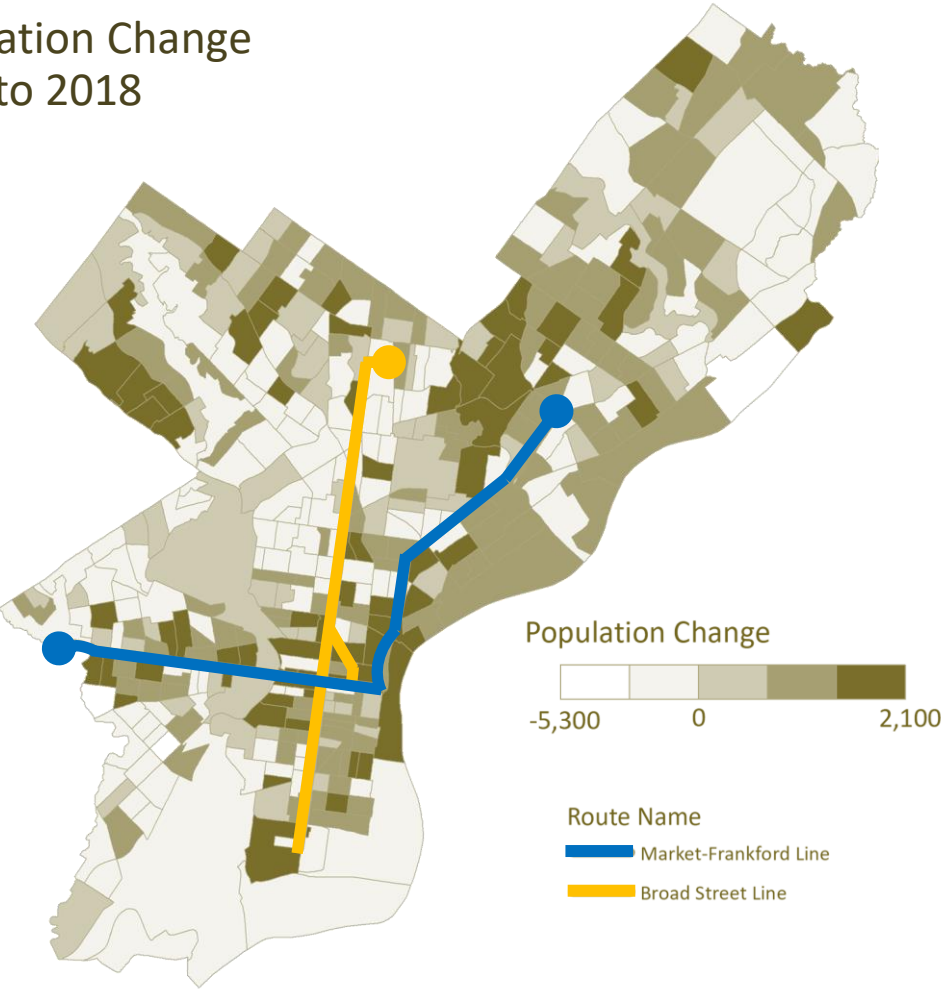 ation Change
to 2018
Population Change
-5,300 0 2,100
Route Name
Market-Frankford Line
Broad Street Line